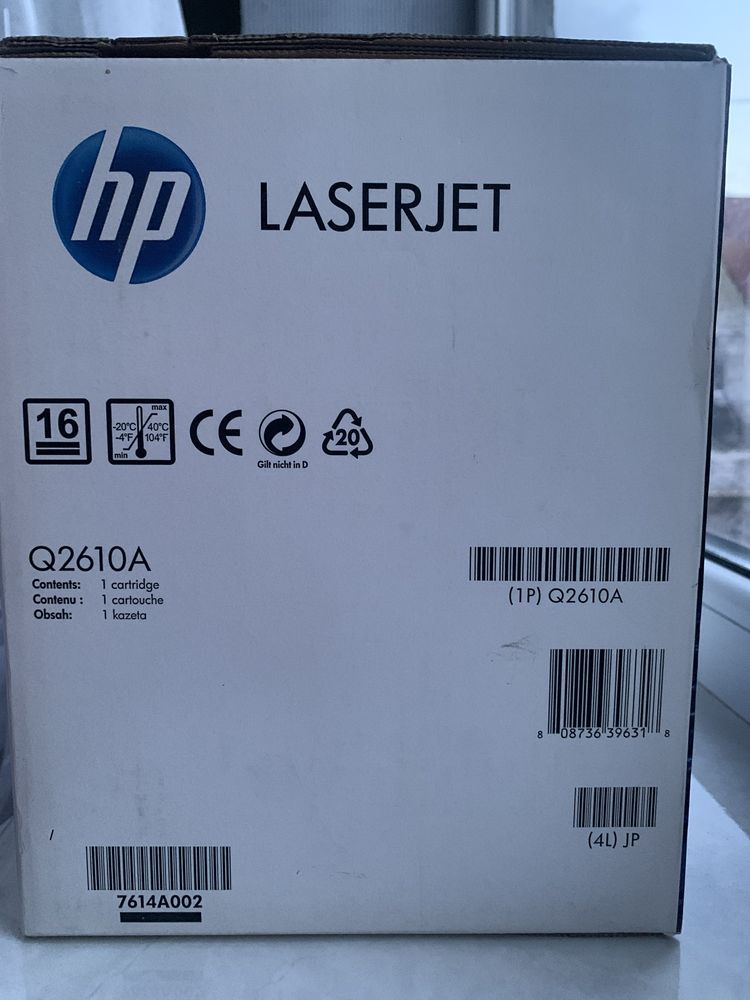 hp LASERJET
16
max
-20°C 40°C
-4°F 104°F
min
CE
Gilt nicht in D
20
Q2610A
Contents: 1 cartridge
Contenu : 1 cartouche
Obsah: 1 kazeta
(1P) Q2610A
8 08736 39631 8
(4L) JP
7614A002